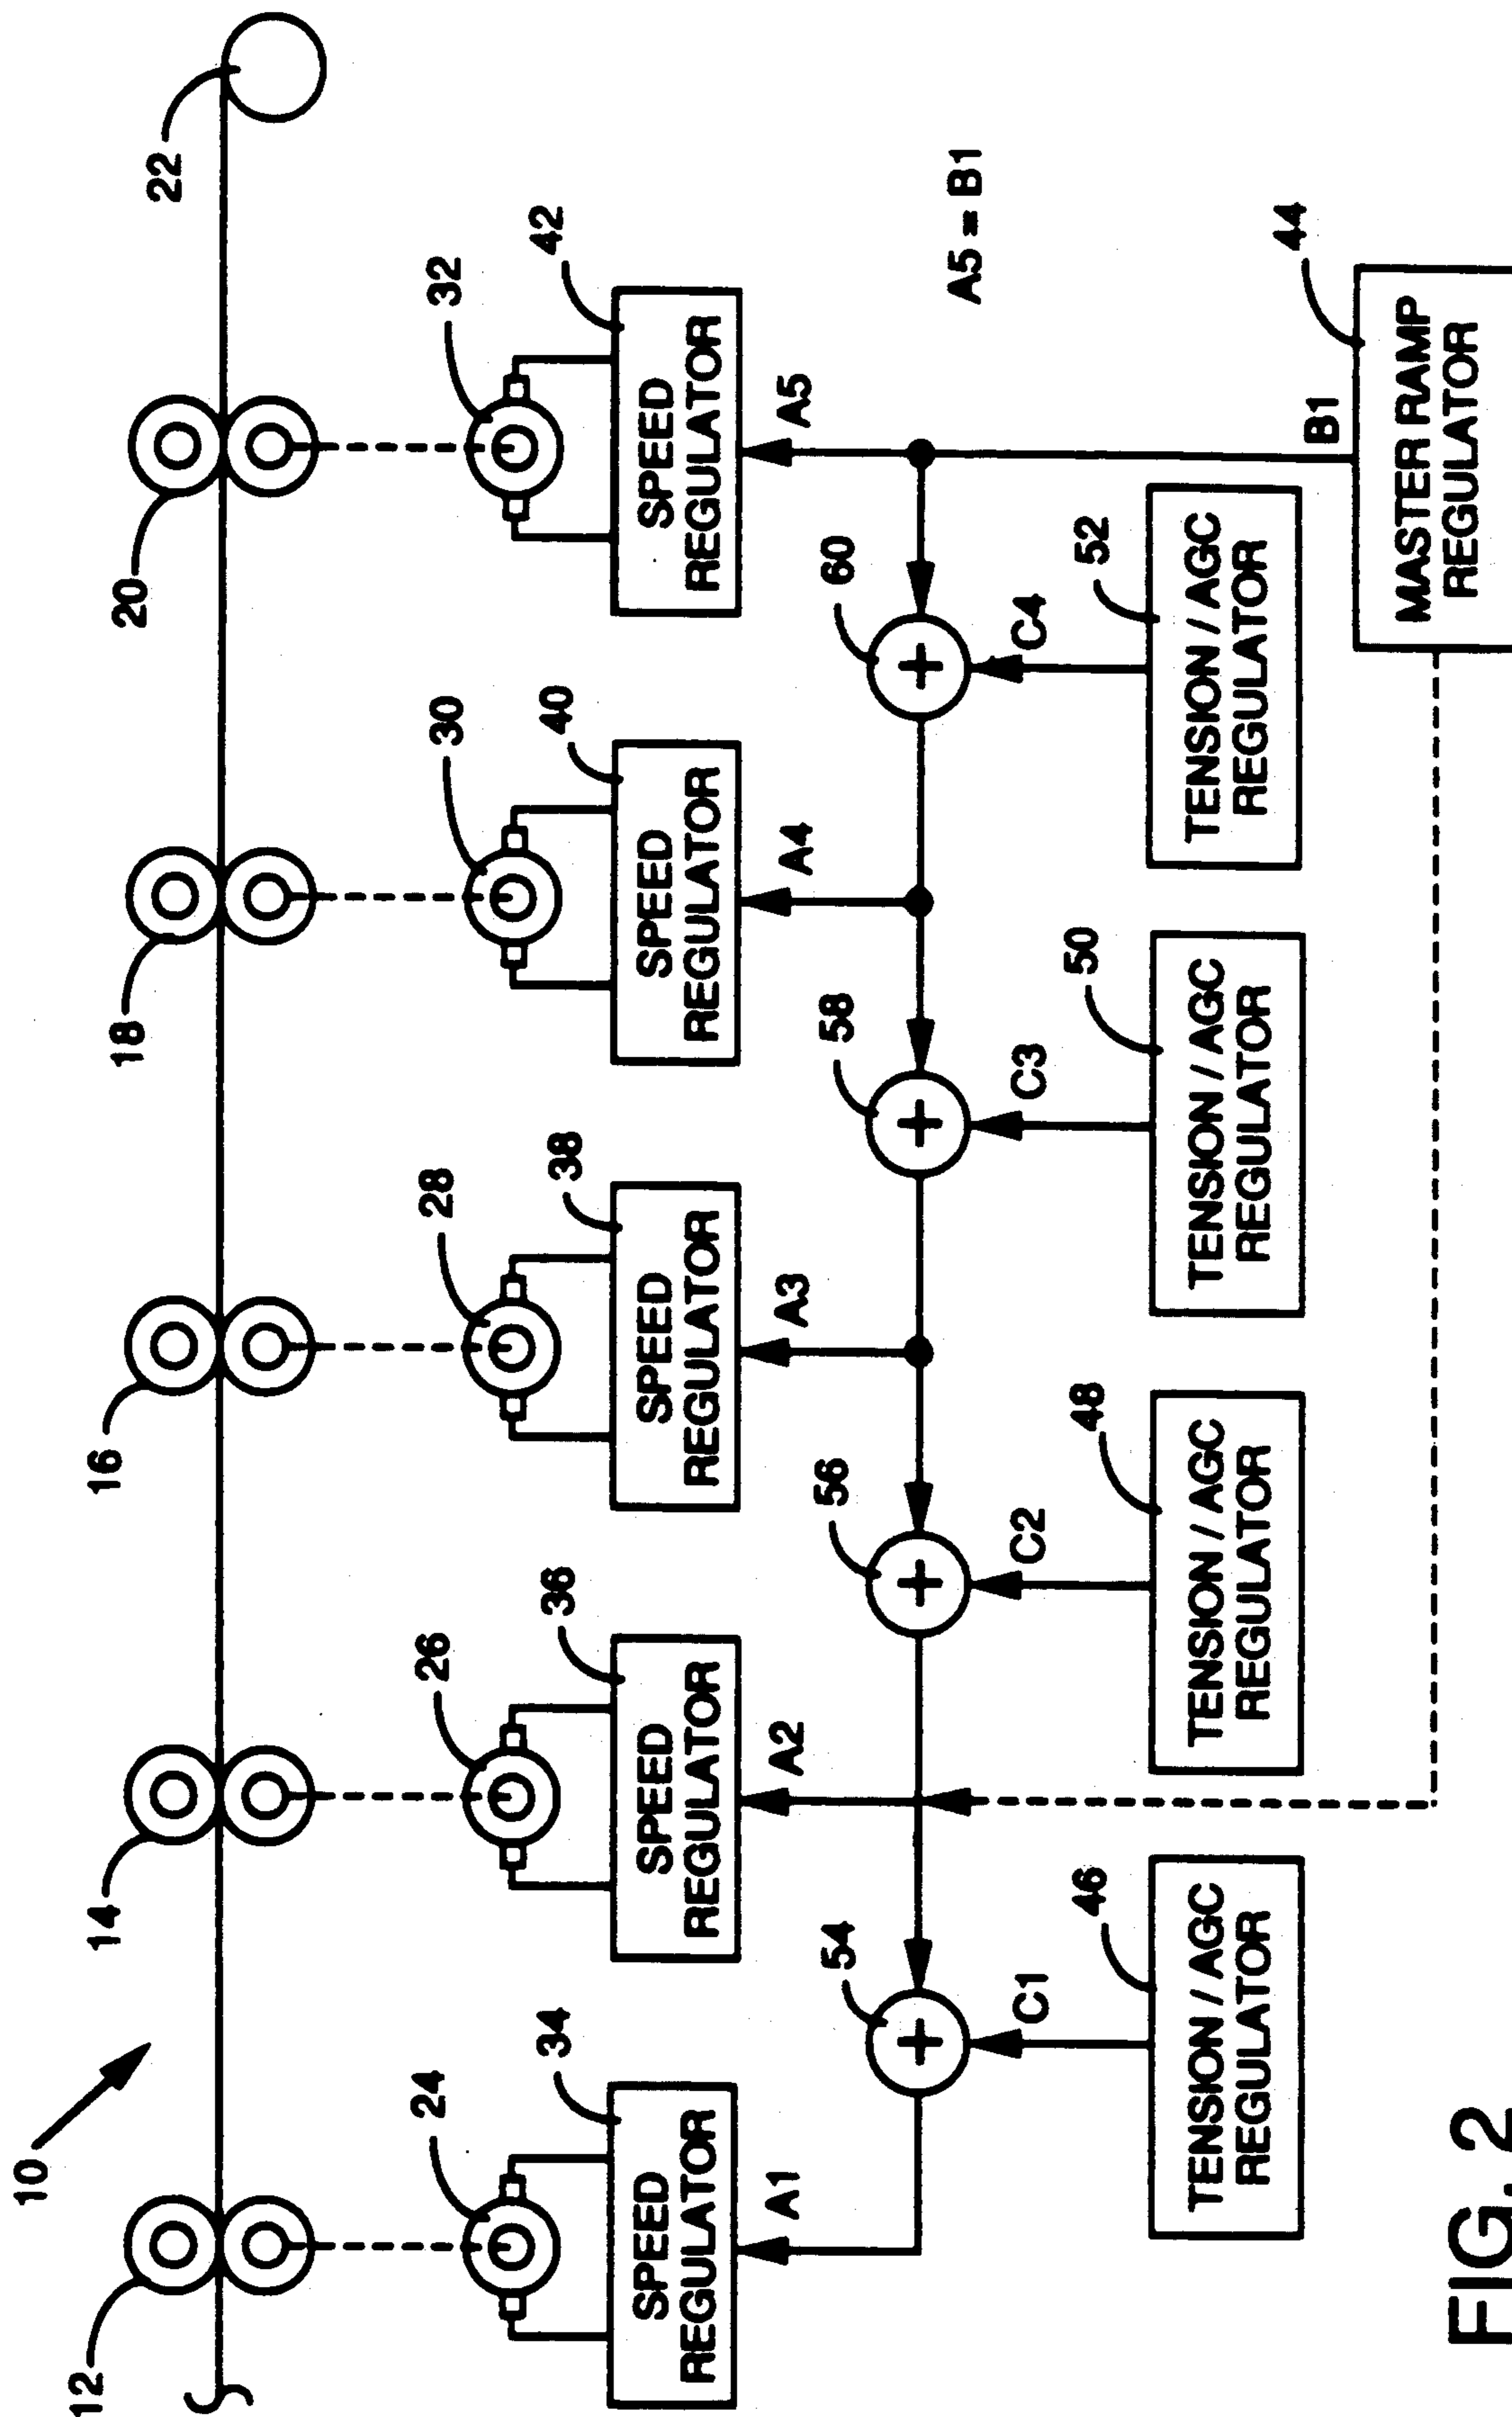 10
22
12
14
16
18
20
24
26
28
30
32
34
36
38
40
42
SPEED
REGULATOR
SPEED
REGULATOR
SPEED
REGULATOR
SPEED
REGULATOR
SPEED
REGULATOR
A1
A2
A3
A4
A5
A5 = B1
54
56
58
60
C1
C2
C3
C4
B1
46
48
50
52
44
TENSION / AGC
REGULATOR
TENSION / AGC
REGULATOR
TENSION / AGC
REGULATOR
TENSION / AGC
REGULATOR
MASTER RAMP
REGULATOR
FIG. 2